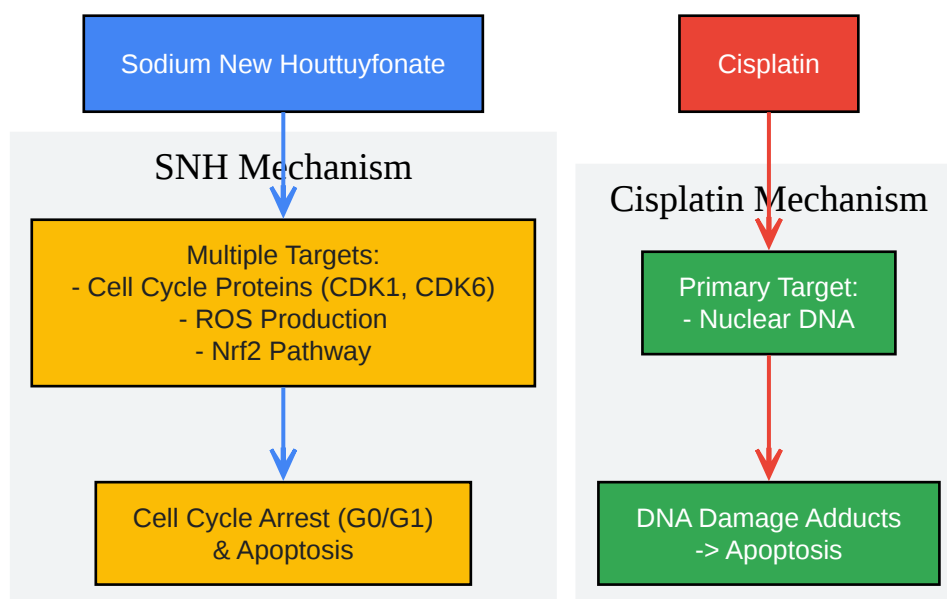 Sodium New Houttuyfonate
SNH Mechanism
Multiple Targets:
- Cell Cycle Proteins (CDK1, CDK6)
- ROS Production
- Nrf2 Pathway
Cell Cycle Arrest (G0/G1)
& Apoptosis
Cisplatin
Cisplatin Mechanism
Primary Target:
- Nuclear DNA
DNA Damage Adducts
-> Apoptosis